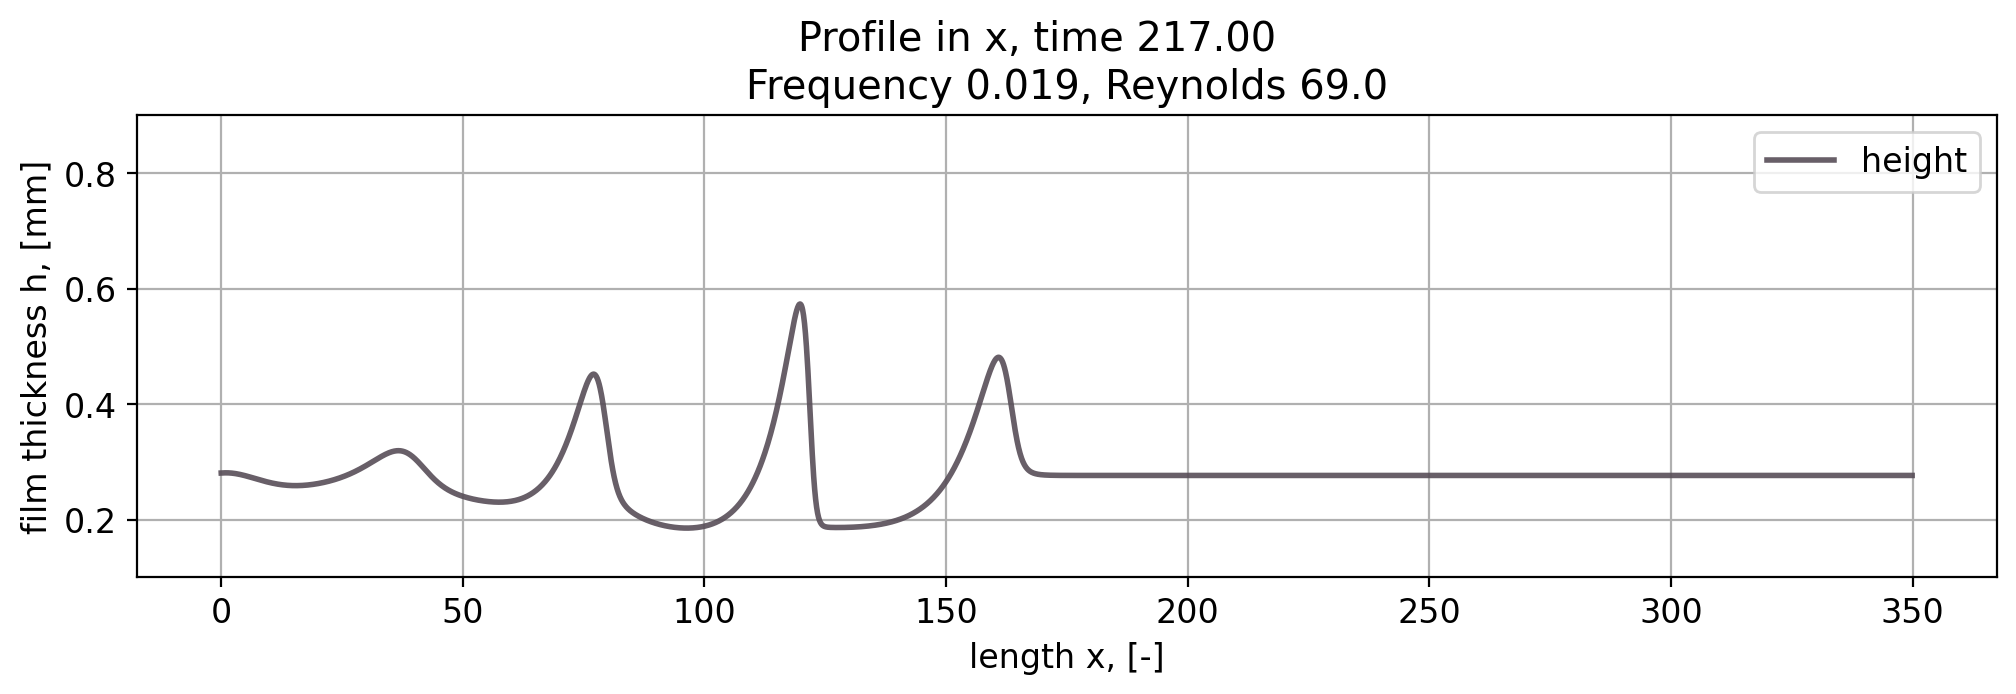 Profile in x, time 217.00
Frequency 0.019, Reynolds 69.0
film thickness h, [mm]
0.8
0.6
0.4
0.2
height
0 50 100 150 200 250 300 350
length x, [-]